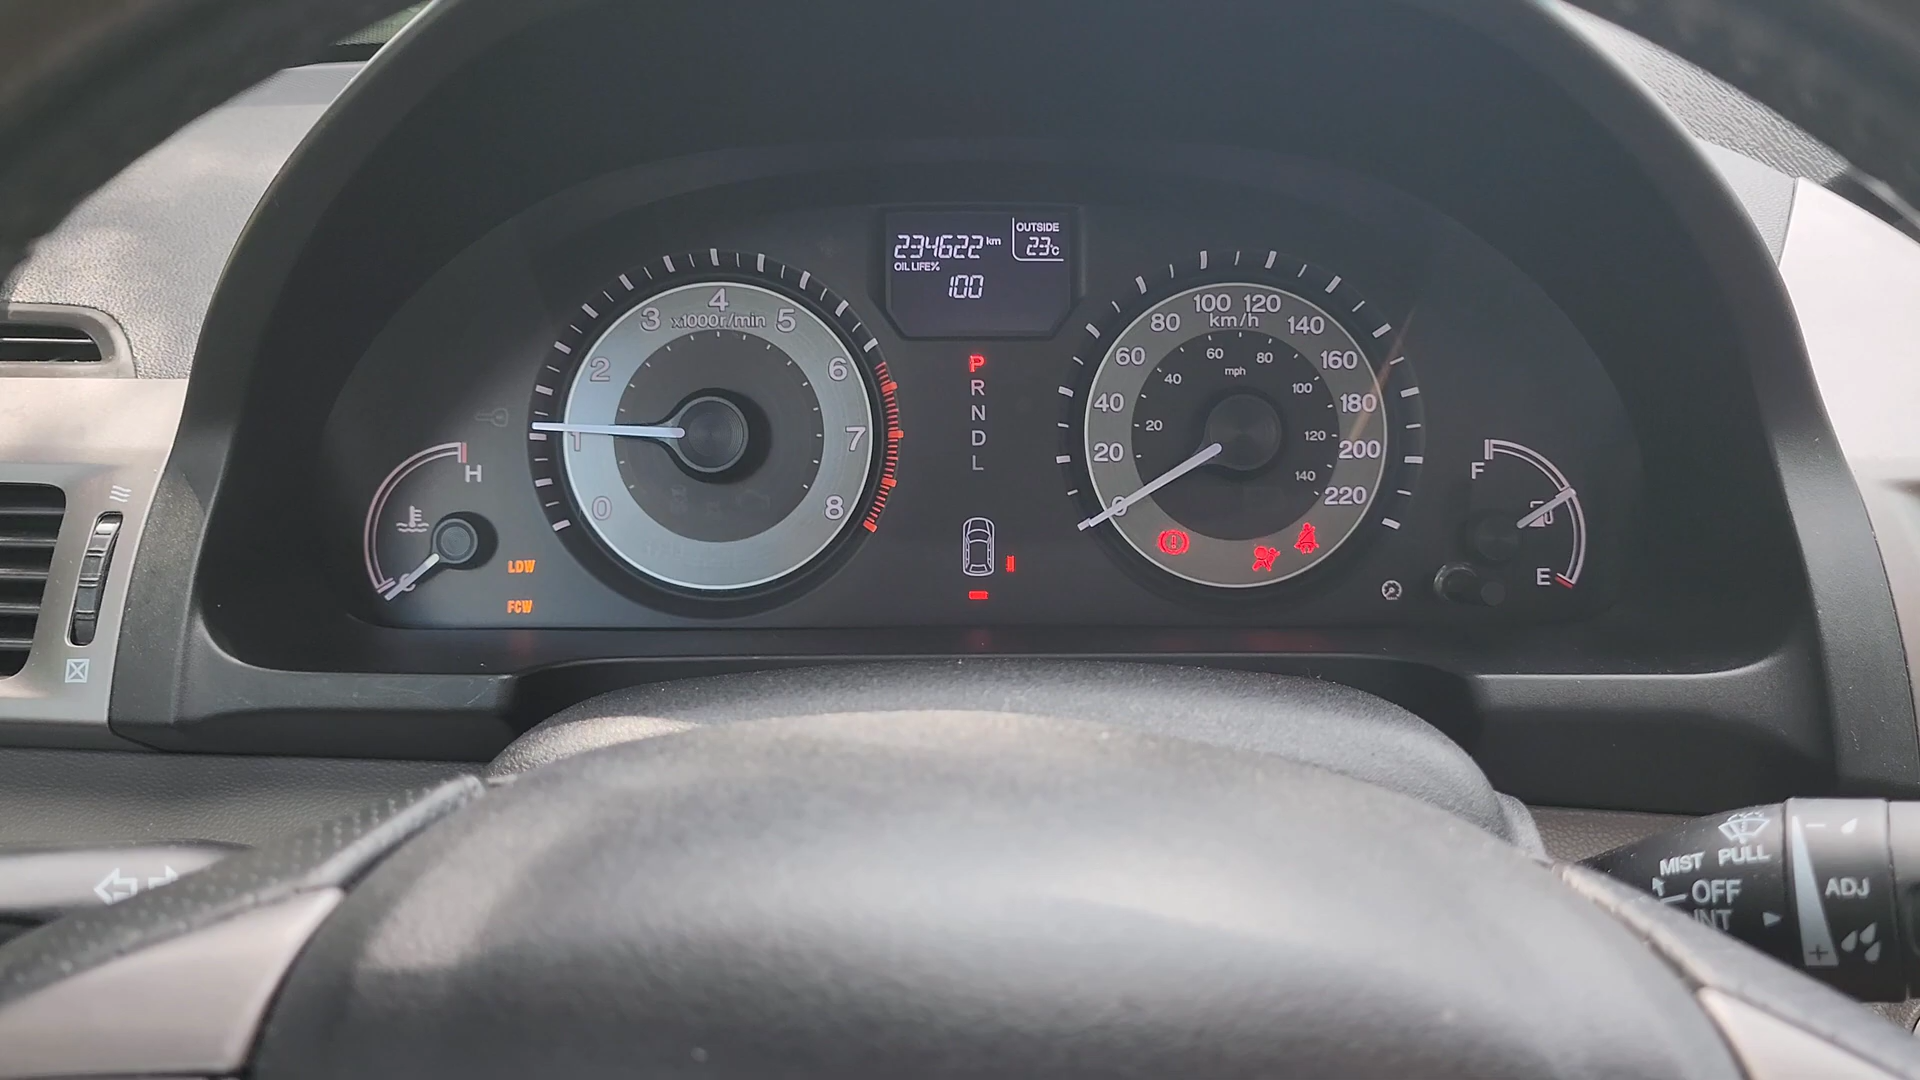 234622 km
OUTSIDE
23°C
OIL LIFE%
100
0 1 2 3 4 5 6 7 8
x1000r/min
P
R
N
D
L
0 20 40 60 80 100 120 140 160 180 200 220
km/h
20 40 60 80 100 120 140
mph
H
C
F
E
LDW
FCW
MIST PULL
OFF
INT
ADJ
- +